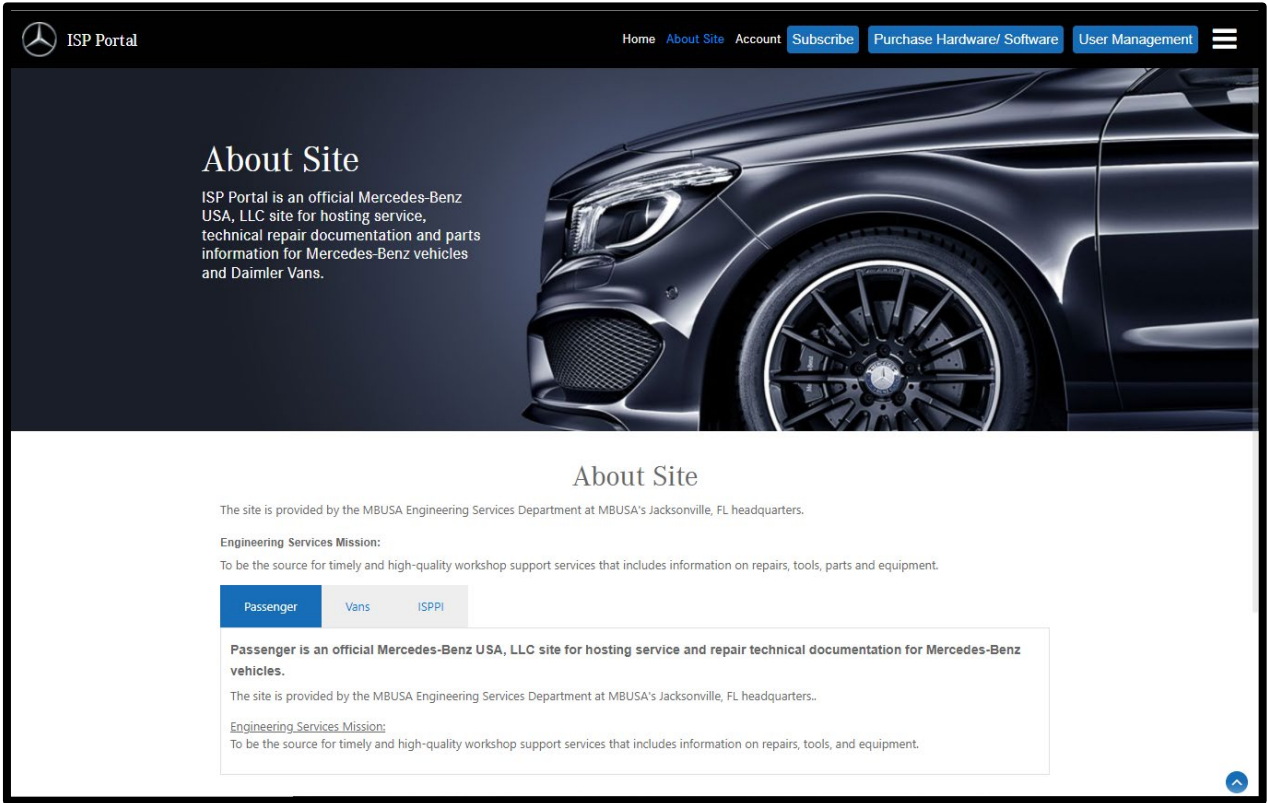 ISP Portal
Home About Site Account Subscribe Purchase Hardware/ Software User Management
About Site
ISP Portal is an official Mercedes-Benz
USA, LLC site for hosting service,
technical repair documentation and parts
information for Mercedes-Benz vehicles
and Daimler Vans.
About Site
The site is provided by the MBUSA Engineering Services Department at MBUSA's Jacksonville, FL headquarters.
Engineering Services Mission:
To be the source for timely and high-quality workshop support services that includes information on repairs, tools, parts and equipment.
Passenger Vans ISPPI
Passenger is an official Mercedes-Benz USA, LLC site for hosting service and repair technical documentation for Mercedes-Benz
vehicles.
The site is provided by the MBUSA Engineering Services Department at MBUSA's Jacksonville, FL headquarters..
Engineering Services Mission:
To be the source for timely and high-quality workshop support services that includes information on repairs, tools, and equipment.